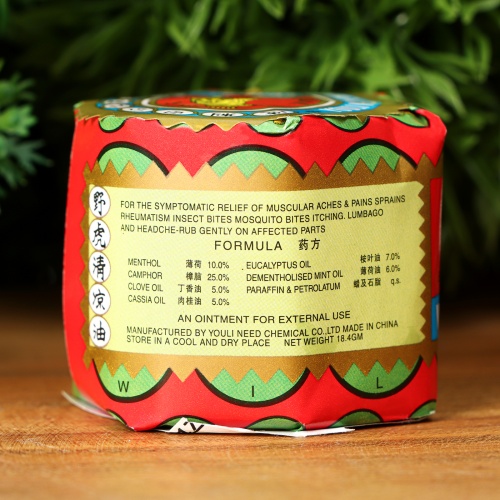 野虎清凉油
FOR THE SYMPTOMATIC RELIEF OF MUSCULAR ACHES & PAINS SPRAINS
RHEUMATISM INSECT BITES MOSQUITO BITES ITCHING. LUMBAGO
AND HEADCHE-RUB GENTLY ON AFFECTED PARTS
FORMULA 药方
MENTHOL 薄荷 10.0% EUCALYPTUS OIL 桉叶油 7.0%
CAMPHOR 樟脑 25.0% DEMENTHOLISED MINT OIL 薄荷油 6.0%
CLOVE OIL 丁香油 5.0% PARAFFIN & PETROLATUM 蜡及石脂 q.s.
CASSIA OIL 肉桂油 5.0%
AN OINTMENT FOR EXTERNAL USE
MANUFACTURED BY YOULI NEED CHEMICAL CO.,LTD MADE IN CHINA
STORE IN A COOL AND DRY PLACE NET WEIGHT 18.4GM
W I L